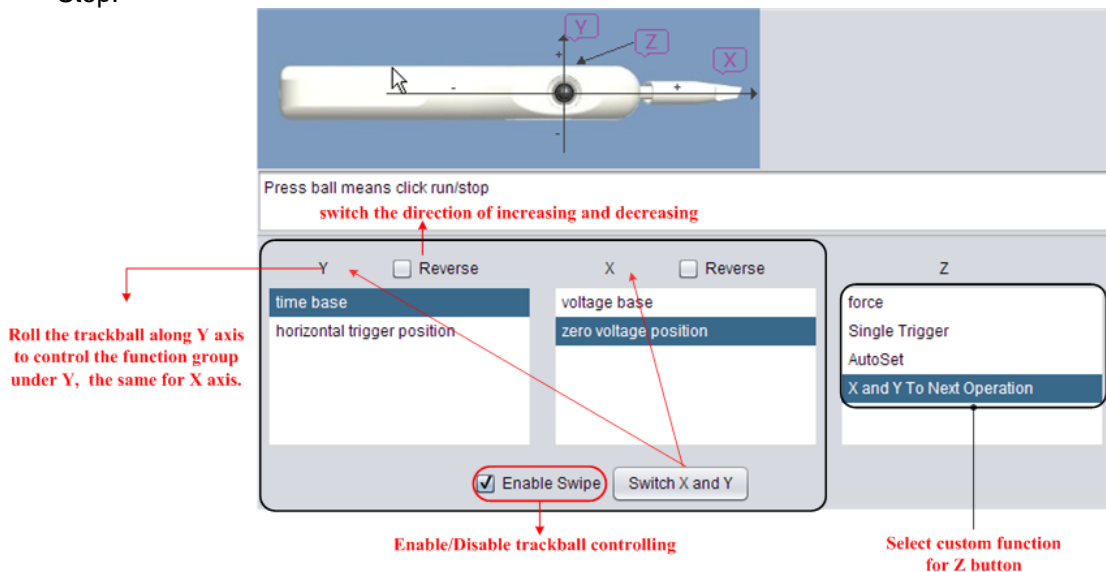 Stop.
Y
Z
X
+
-
+
-
Press ball means click run/stop
switch the direction of increasing and decreasing
Y Reverse X Reverse Z
time base
horizontal trigger position
voltage base
zero voltage position
force
Single Trigger
AutoSet
X and Y To Next Operation
Roll the trackball along Y axis
to control the function group
under Y, the same for X axis.
Enable Swipe Switch X and Y
Enable/Disable trackball controlling
Select custom function
for Z button